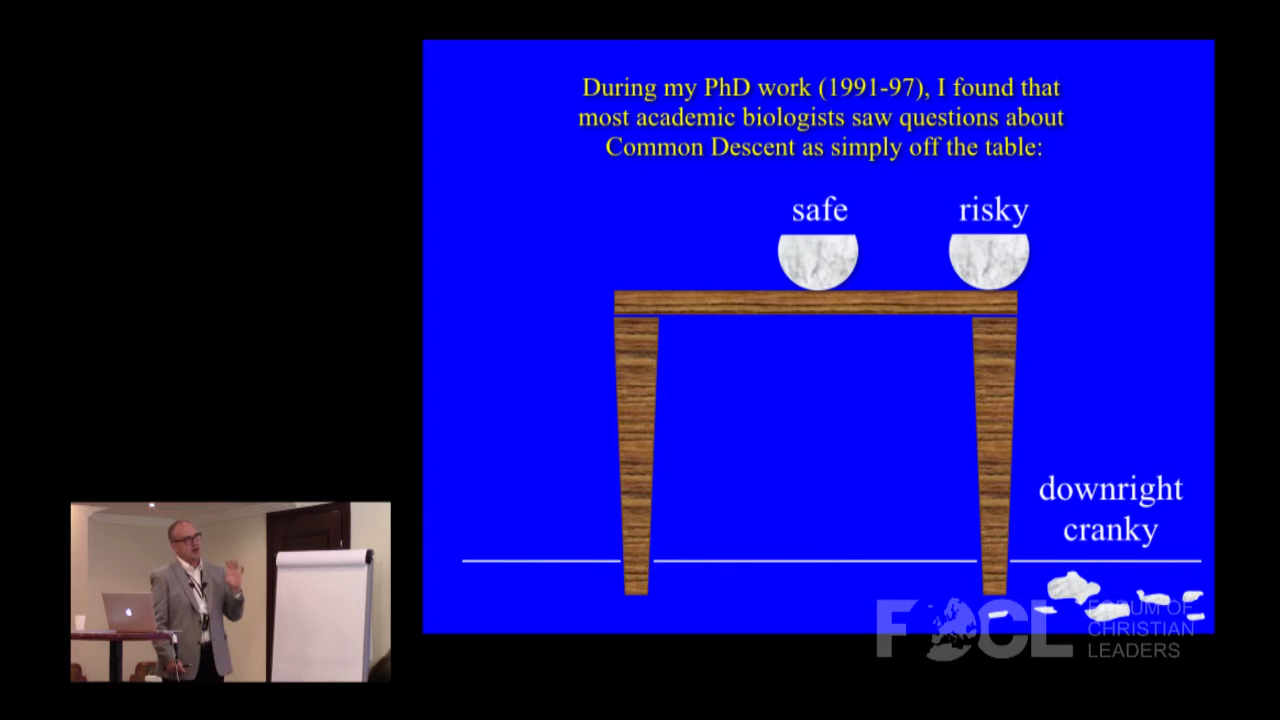 During my PhD work (1991-97), I found that
most academic biologists saw questions about
Common Descent as simply off the table:
safe
risky
downright
cranky
FOCL
FORUM OF
CHRISTIAN
LEADERS